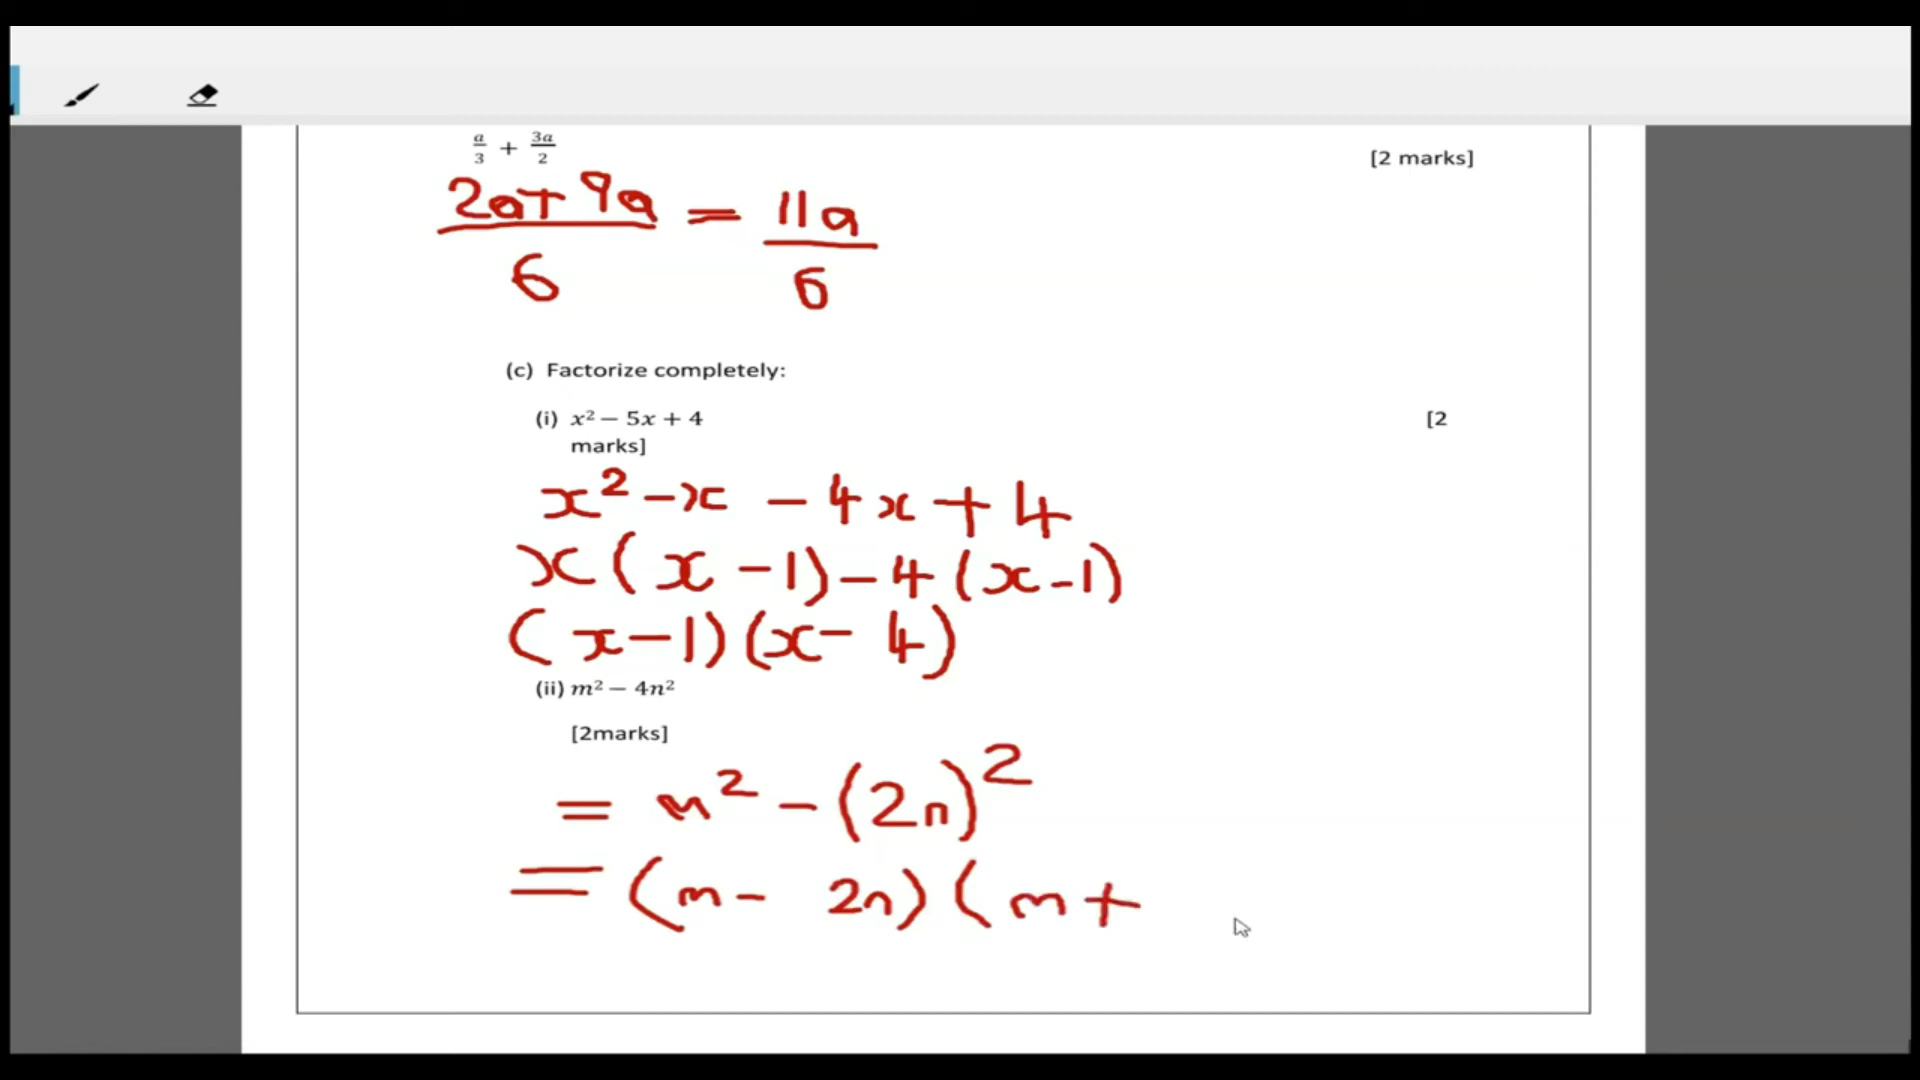 a/3 + 3a/2 [2 marks]
2a+9a/6 = 11a/6
(c) Factorize completely:
(i) x² − 5x + 4 [2
marks]
x² − x − 4x + 4
x(x − 1) − 4(x − 1)
(x − 1)(x − 4)
(ii) m² − 4n²
[2marks]
= m² − (2n)²
= (m − 2n)(m +